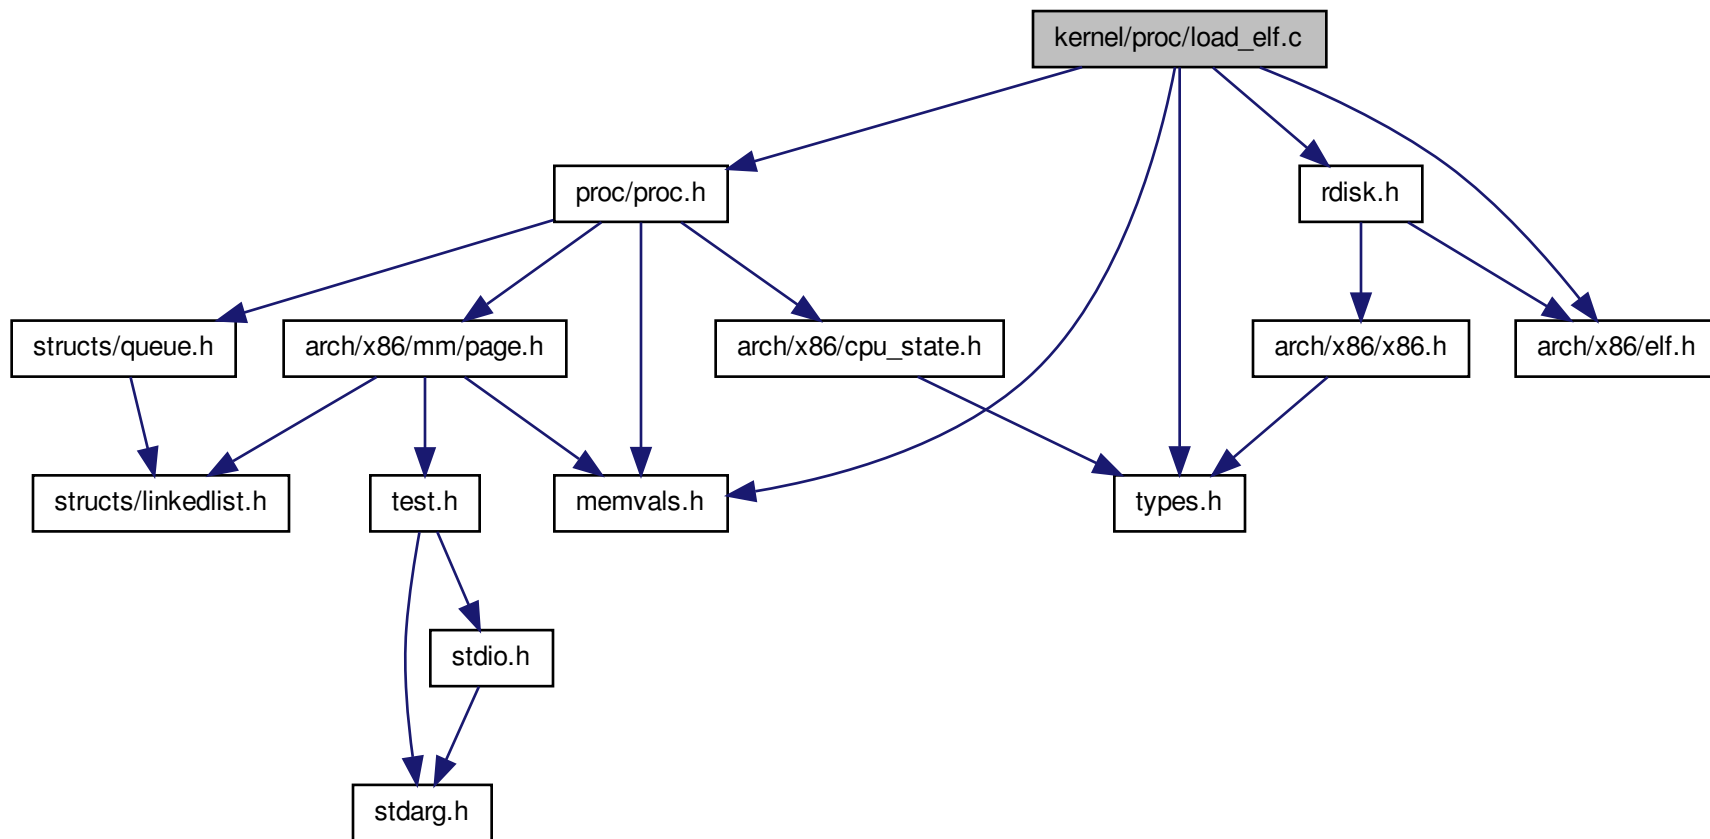 kernel/proc/load_elf.c
proc/proc.h
rdisk.h
structs/queue.h
arch/x86/mm/page.h
arch/x86/cpu_state.h
arch/x86/x86.h
arch/x86/elf.h
structs/linkedlist.h
test.h
memvals.h
types.h
stdio.h
stdarg.h